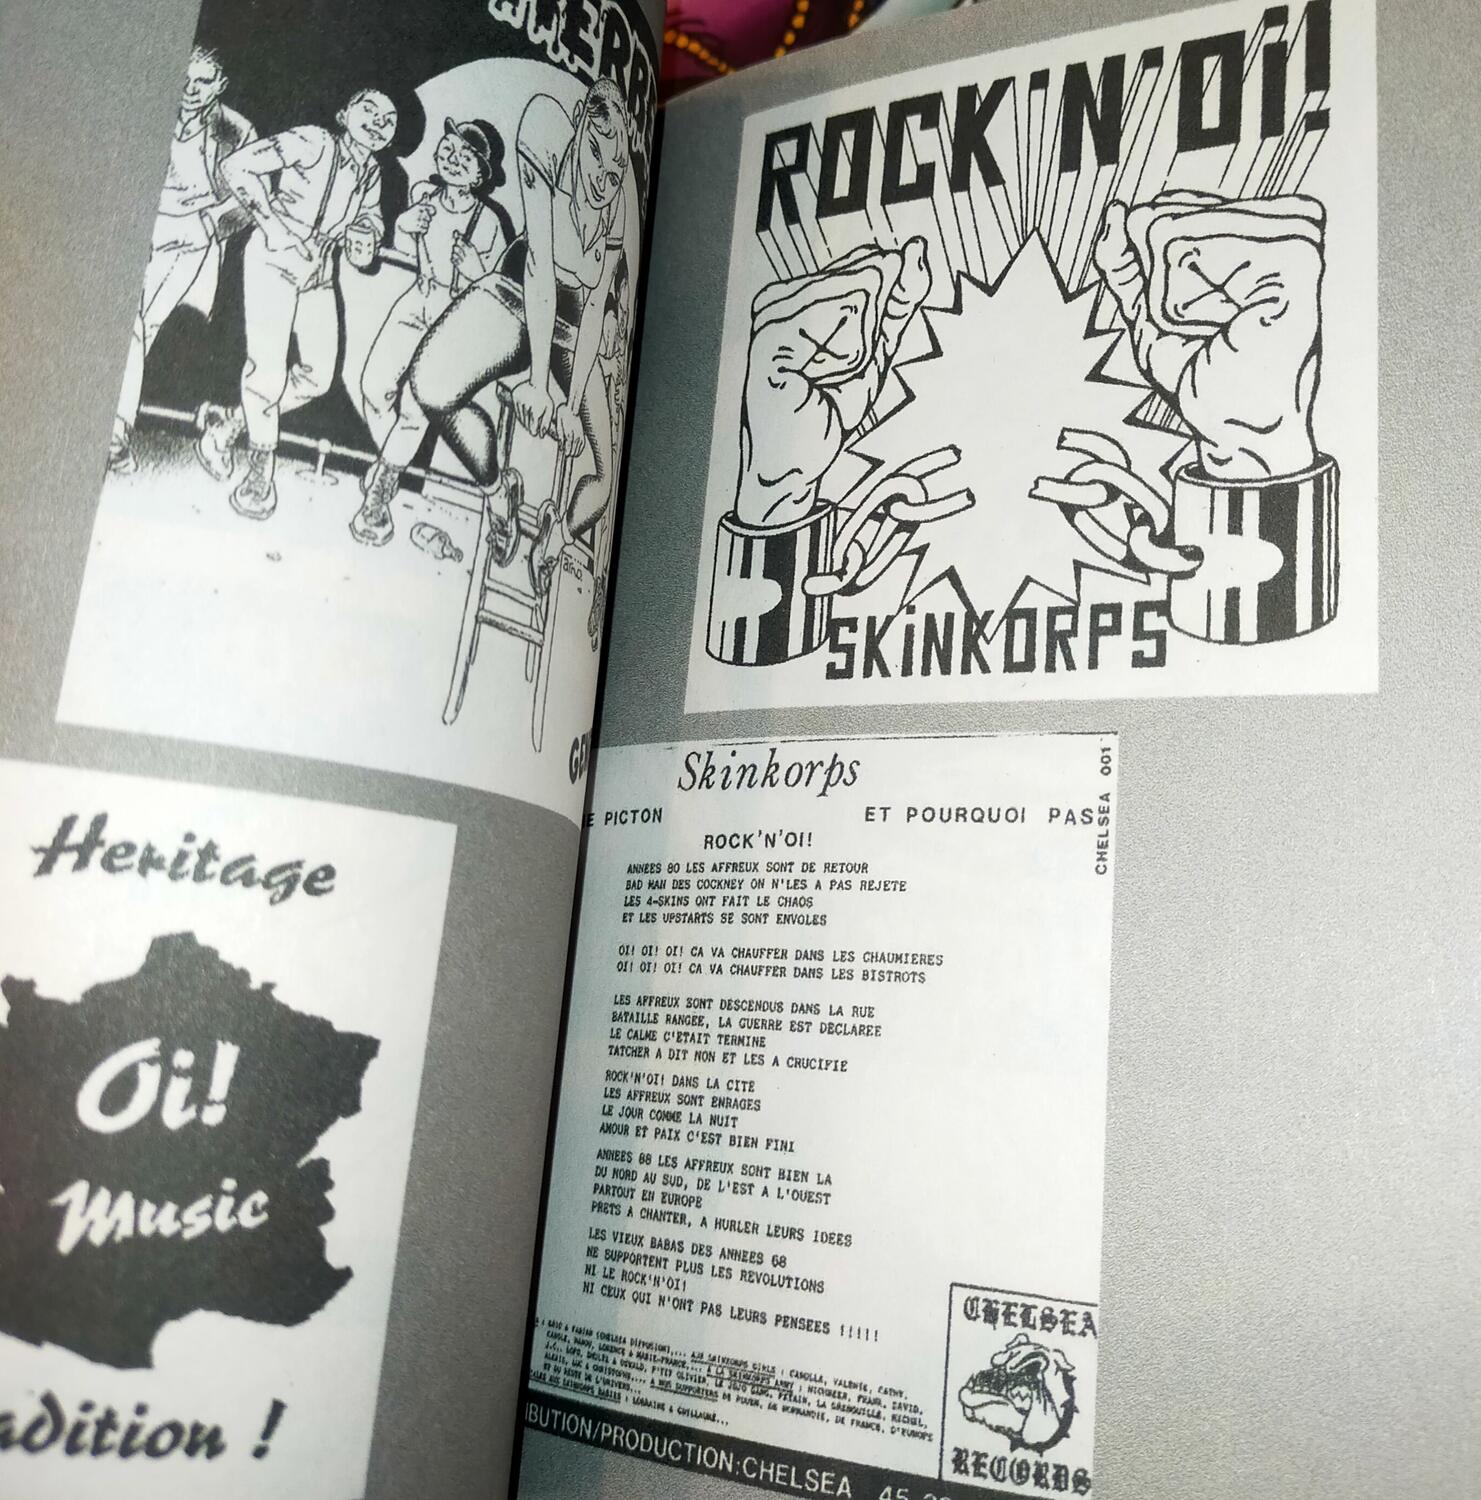 Heritage
Oi!
Music
adition !
ROCK'N'OI!
SKINKORPS
Skinkorps
PICTON
ET POURQUOI PAS
CHELSEA 001
ROCK'N'OI!
ANNEES 80 LES AFFREUX SONT DE RETOUR
BAD MAN DES COCKNEY ON N'LES A PAS REJETE
LES 4-SKINS ONT FAIT LE CHAOS
ET LES UPSTARTS SE SONT ENVOLES
OI! OI! OI! CA VA CHAUFFER DANS LES CHAUMIERES
OI! OI! OI! CA VA CHAUFFER DANS LES BISTROTS
LES AFFREUX SONT DESCENDUS DANS LA RUE
BATAILLE RANGEE, LA GUERRE EST DECLAREE
LE CALME C'ETAIT TERMINE
TATCHER A DIT NON ET LES A CRUCIFIE
ROCK'N'OI! DANS LA CITE
LES AFFREUX SONT ENRAGES
LE JOUR COMME LA NUIT
AMOUR ET PAIX C'EST BIEN FINI
ANNEES 88 LES AFFREUX SONT BIEN LA
DU NORD AU SUD, DE L'EST A L'OUEST
PARTOUT EN EUROPE
PRETS A CHANTER, A HURLER LEURS IDEES
LES VIEUX BABAS DES ANNEES 68
NE SUPPORTENT PLUS LES REVOLUTIONS
NI LE ROCK'N'OI!
NI CEUX QUI N'ONT PAS LEURS PENSEES !!!!!
CHELSEA
RECORDS
IBUTION/PRODUCTION:CHELSEA 45